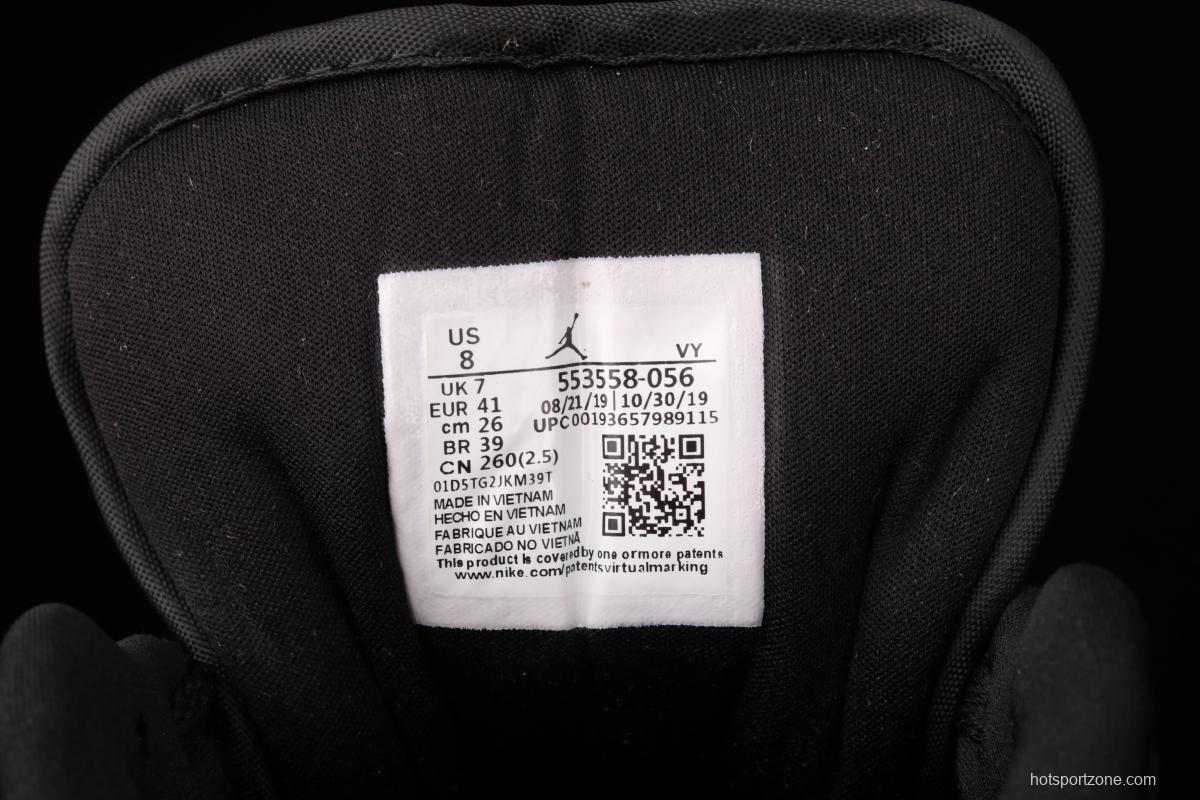 US
8
VY
UK 7
EUR 41
cm 26
BR 39
CN 260(2.5)
553558-056
08/21/19|10/30/19
UPC00193657989115
01D5TG2JKM39T
MADE IN VIETNAM
HECHO EN VIETNAM
FABRIQUE AU VIETNAM
FABRICADO NO VIETNÃ
This product is covered by one or more patents
www.nike.com/patentsvirtualmarking
hotsportzone.com